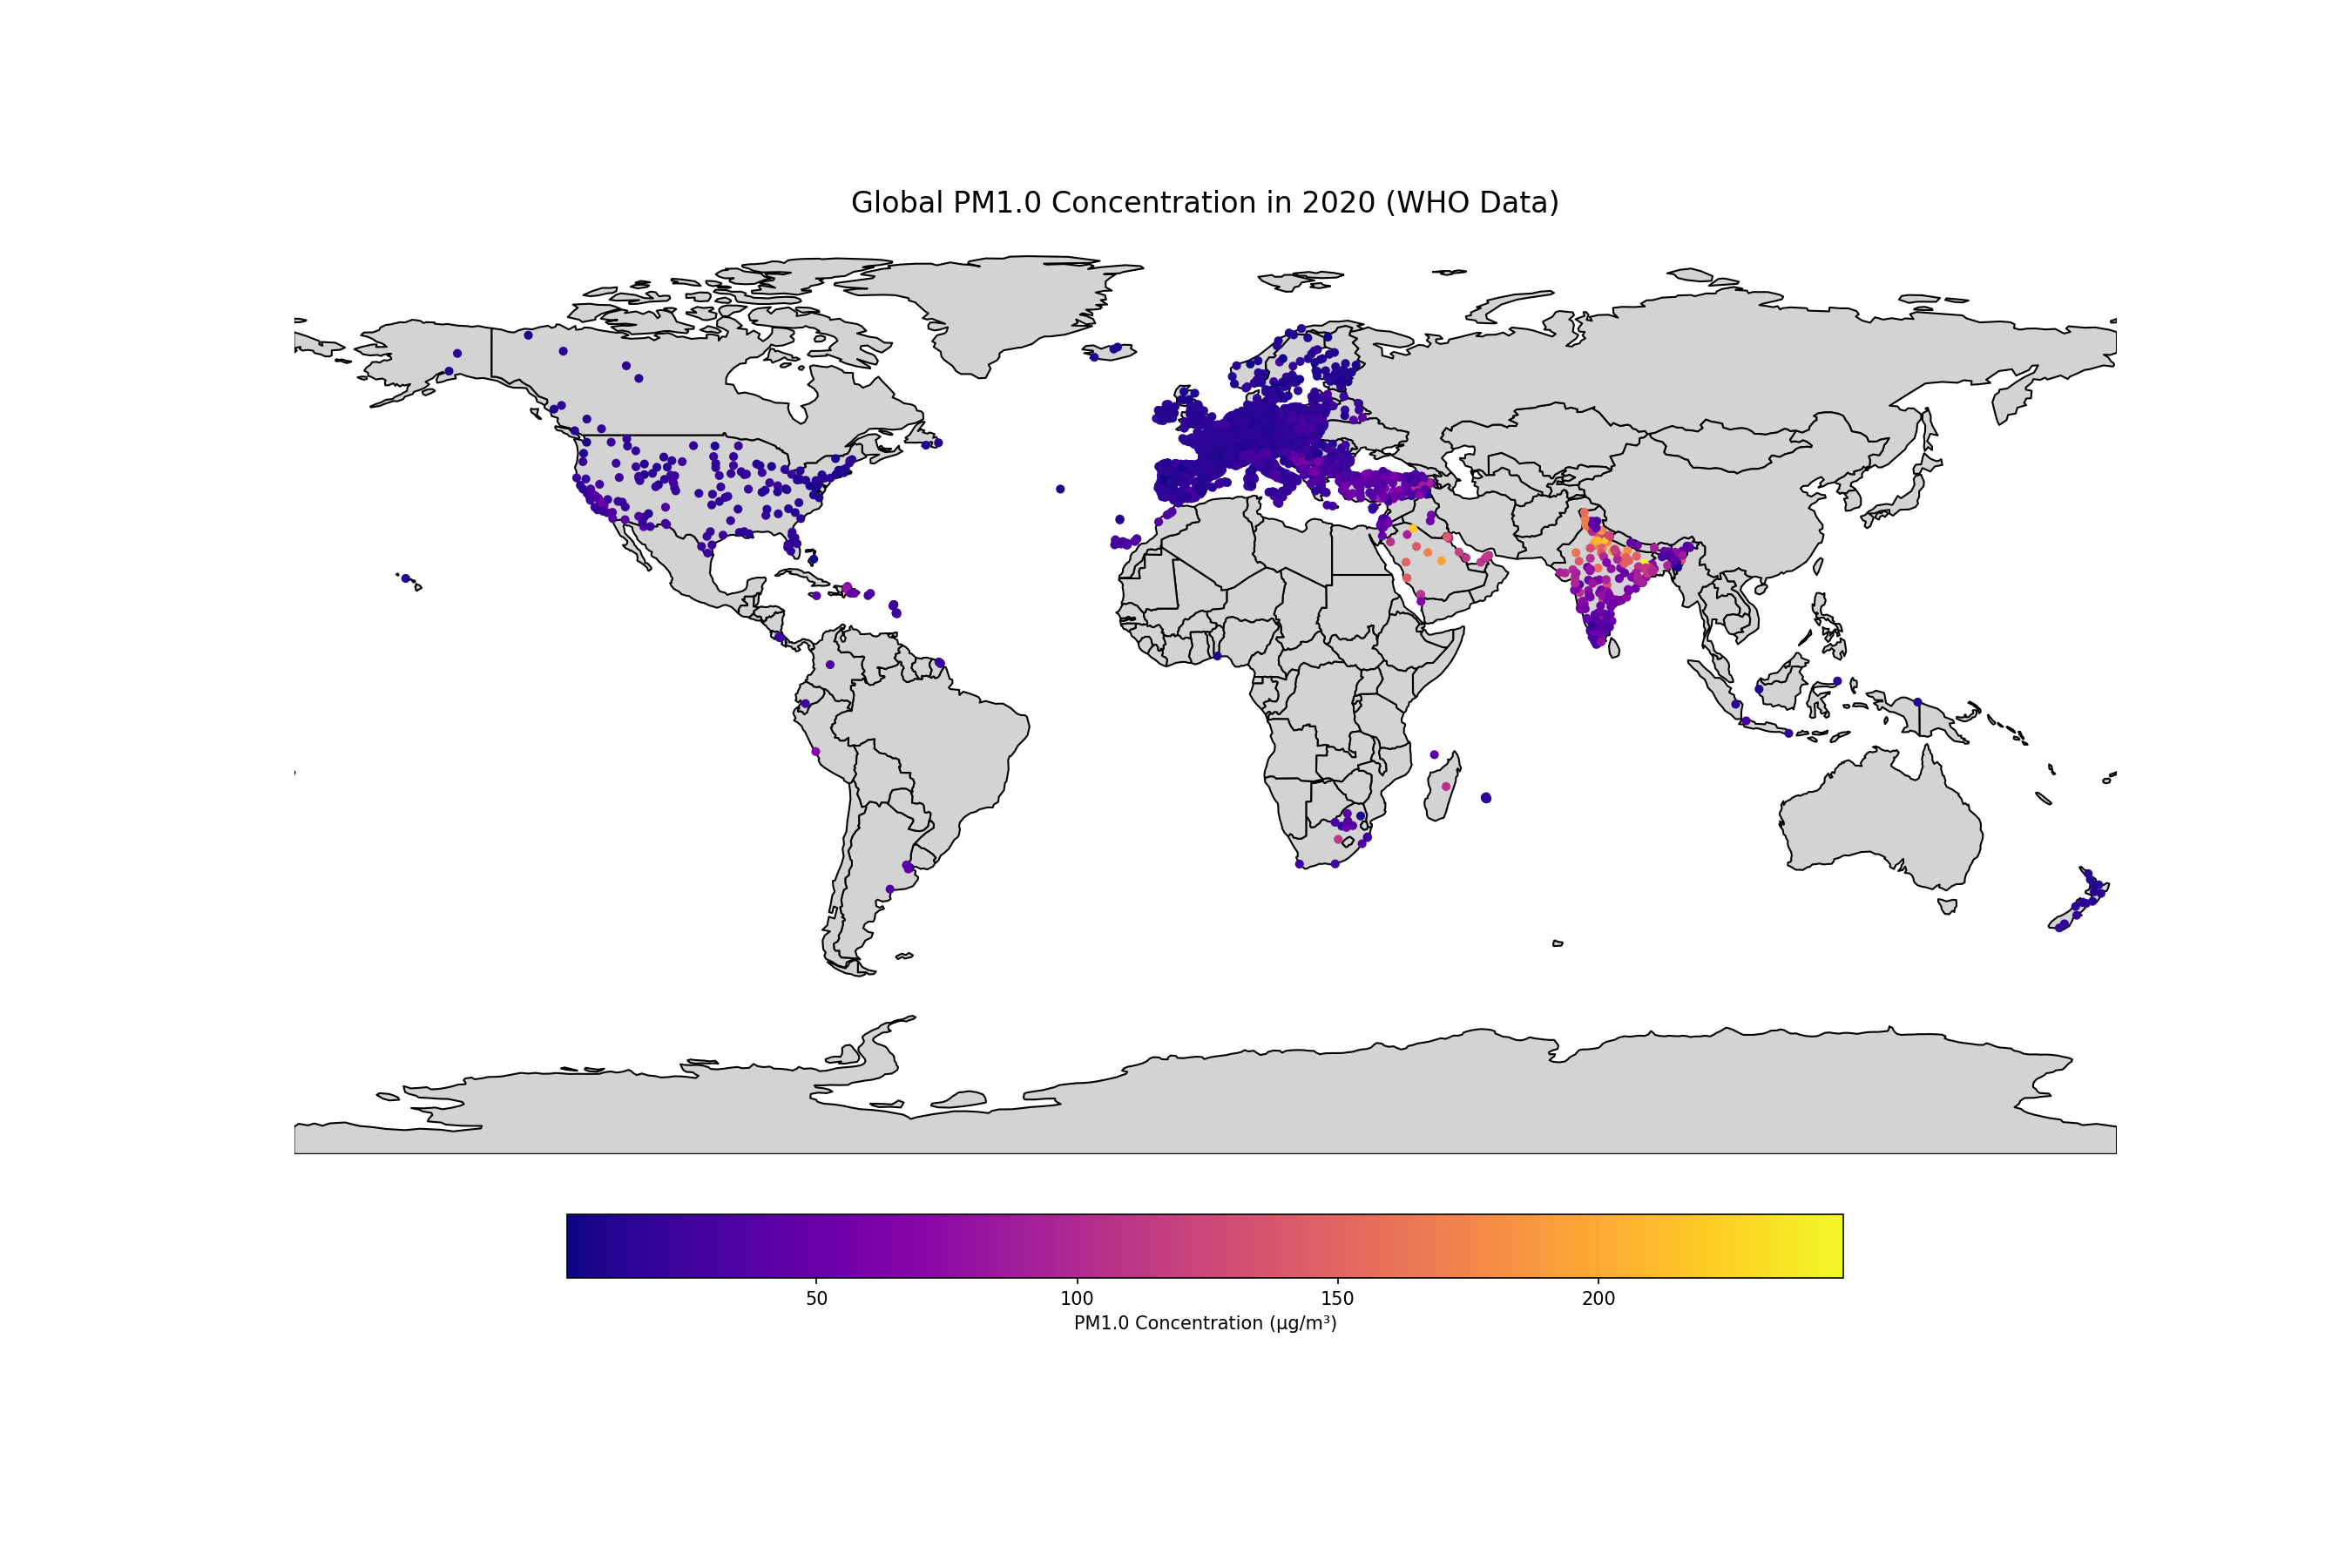 Global PM1.0 Concentration in 2020 (WHO Data)
50 100 150 200
PM1.0 Concentration (µg/m³)